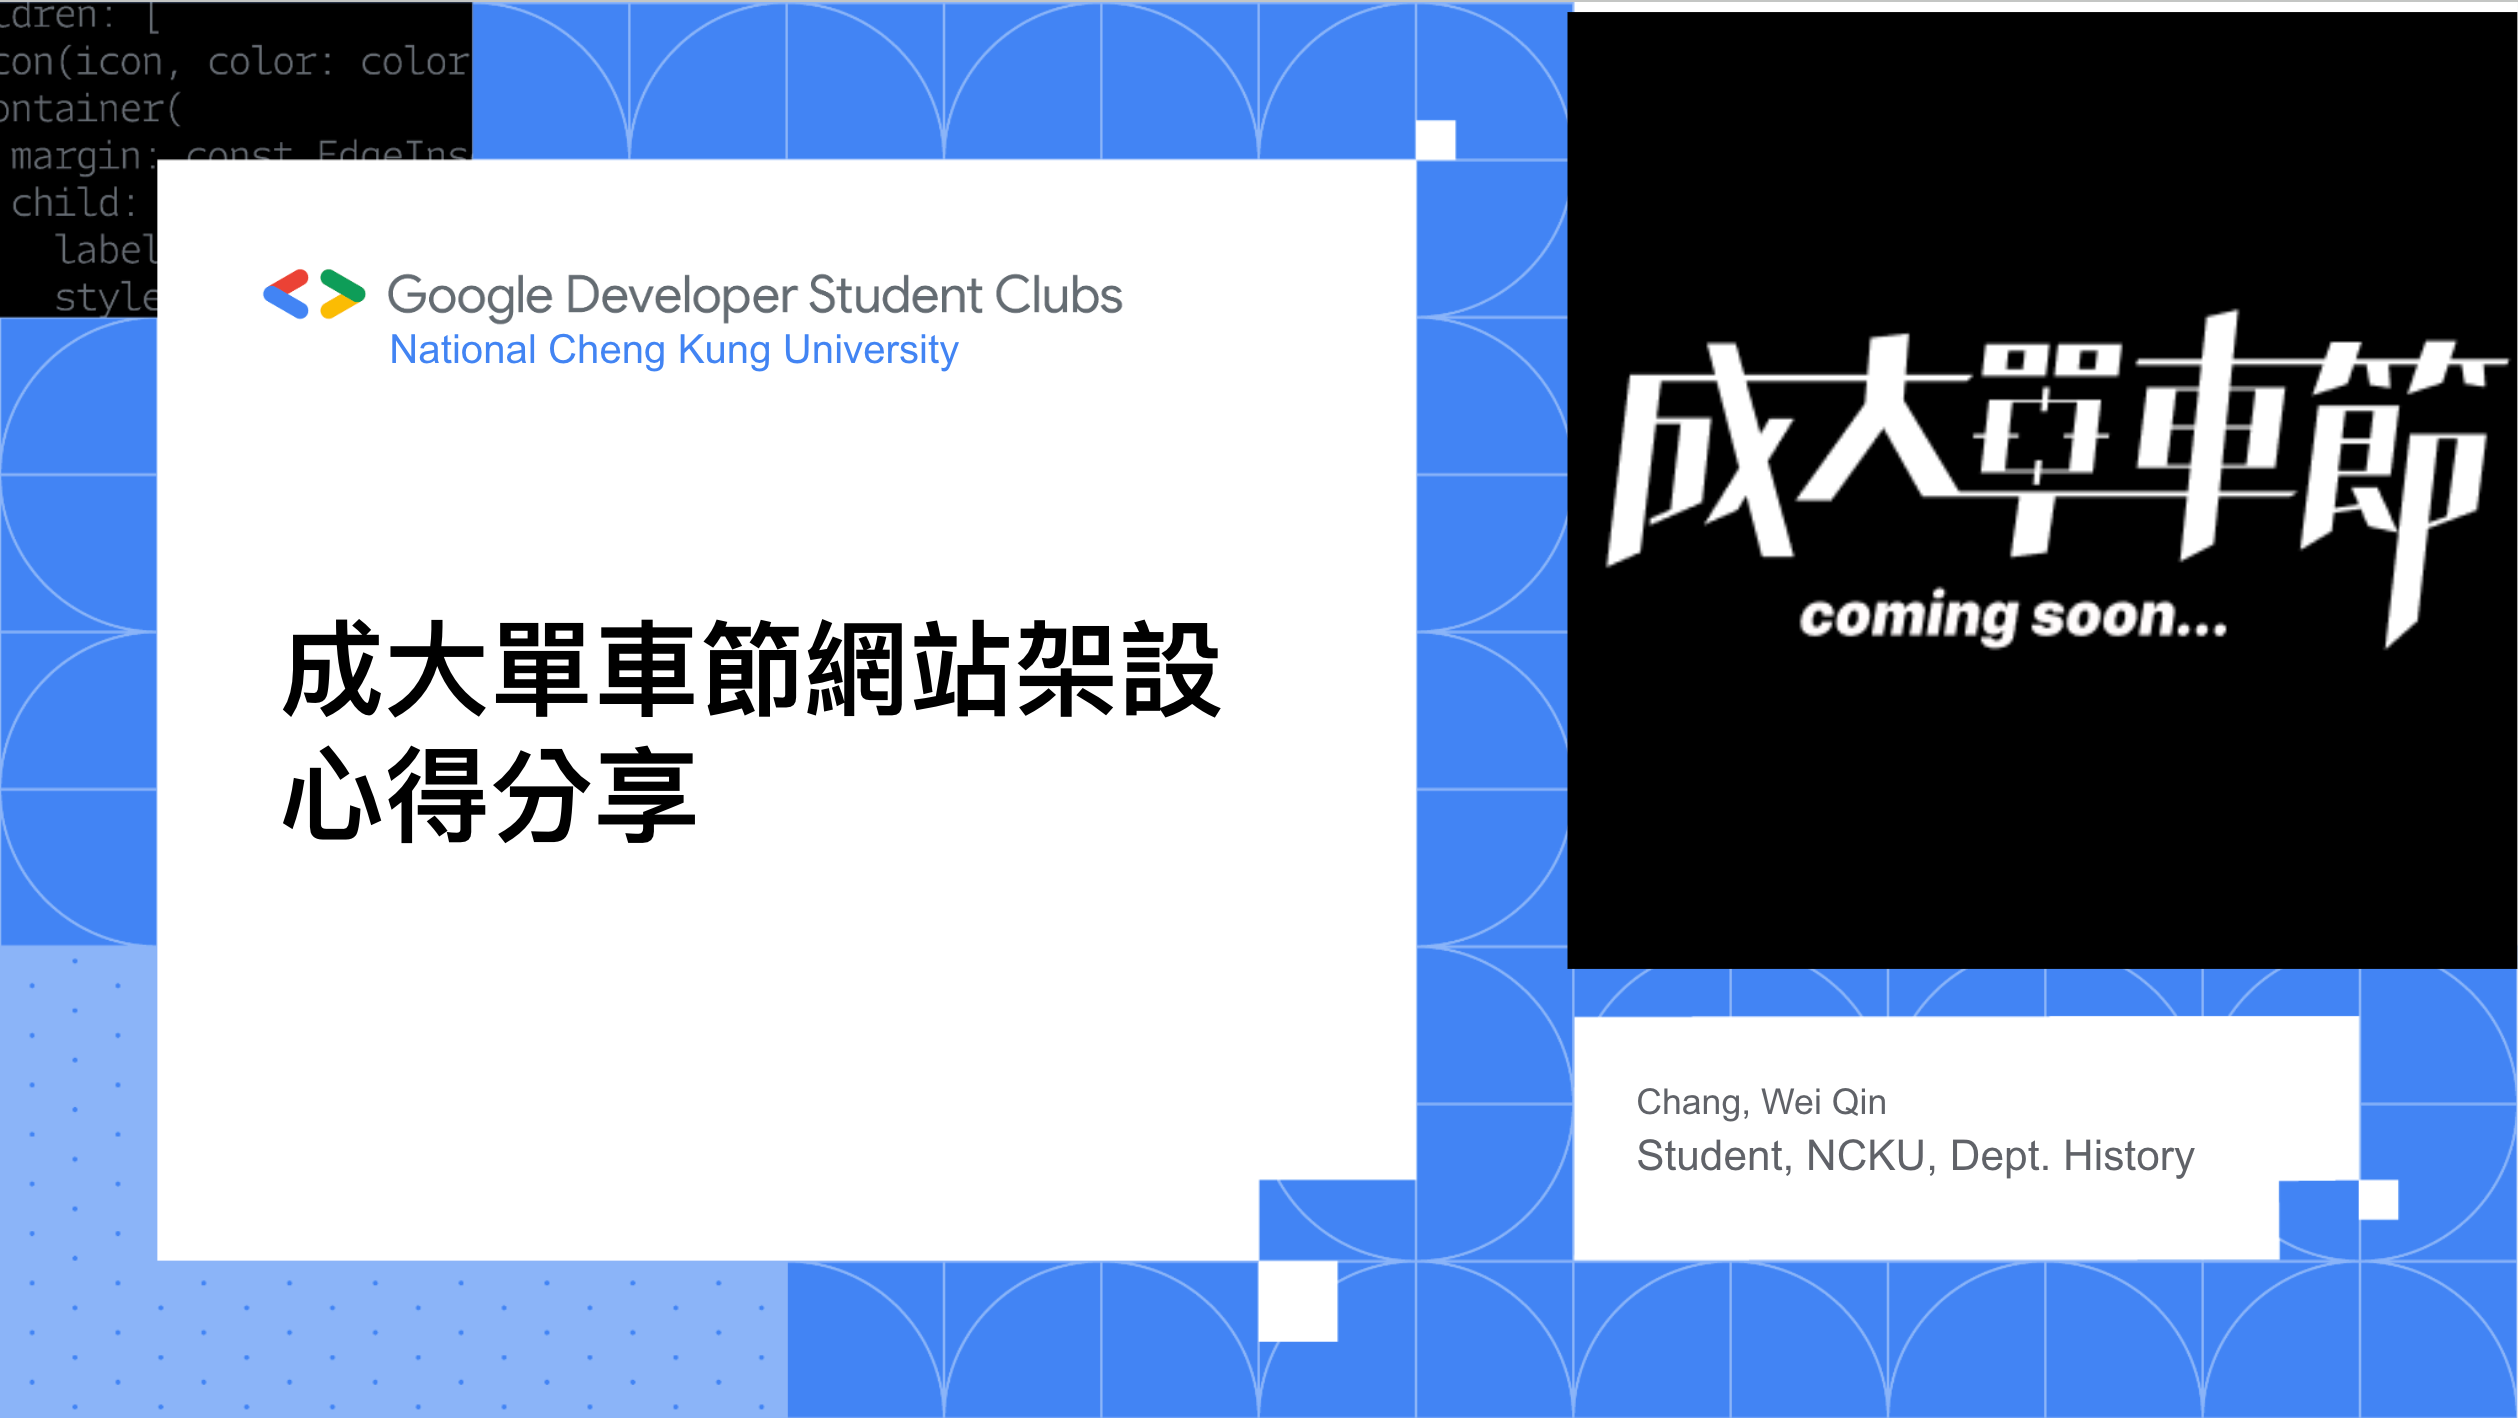 dren: [
con(icon, color: color
ontainer(
margin: const EdgeIns
child:
label
style
Google Developer Student Clubs
National Cheng Kung University
成大單車節網站架設
心得分享
成大單車節
coming soon...
Chang, Wei Qin
Student, NCKU, Dept. History